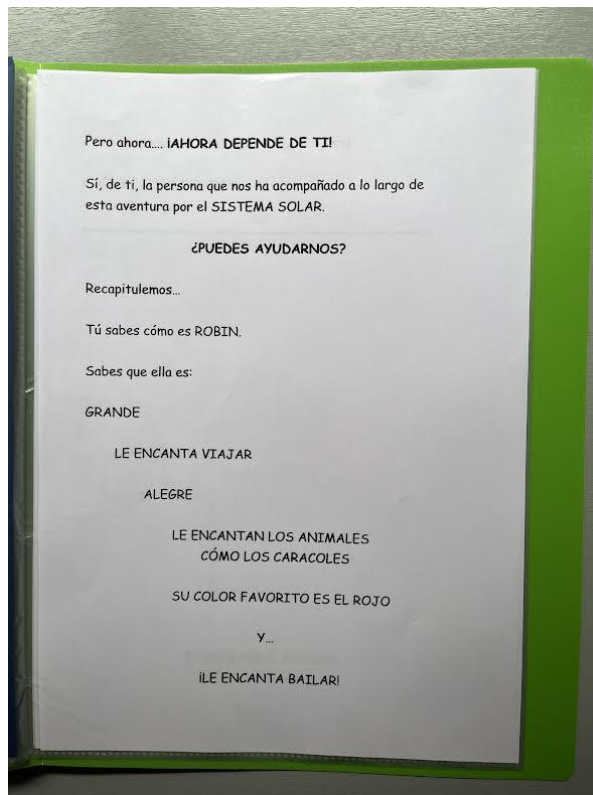 Pero ahora.... ¡AHORA DEPENDE DE TI!
Sí, de ti, la persona que nos ha acompañado a lo largo de
esta aventura por el SISTEMA SOLAR.
¿PUEDES AYUDARNOS?
Recapitulemos...
Tú sabes cómo es ROBIN.
Sabes que ella es:
GRANDE
LE ENCANTA VIAJAR
ALEGRE
LE ENCANTAN LOS ANIMALES
CÓMO LOS CARACOLES
SU COLOR FAVORITO ES EL ROJO
Y...
¡LE ENCANTA BAILAR!